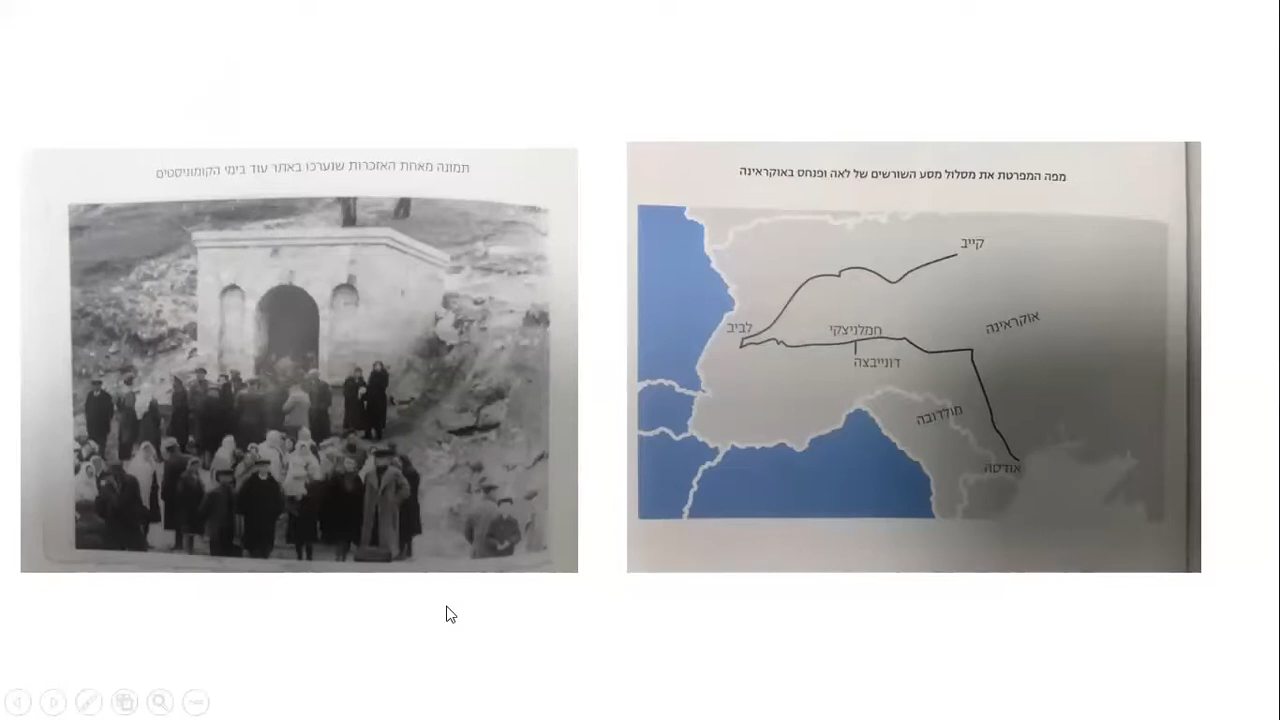 תמונה מאחת האזכרות שנערכו באתר עוד בימי הקומוניסטים
מפה המפרטת את מסלול מסע השורשים של לאה ופנחס באוקראינה
קייב
אוקראינה
לביב
חמלניצקי
דונייבצה
מולדובה
אודסה